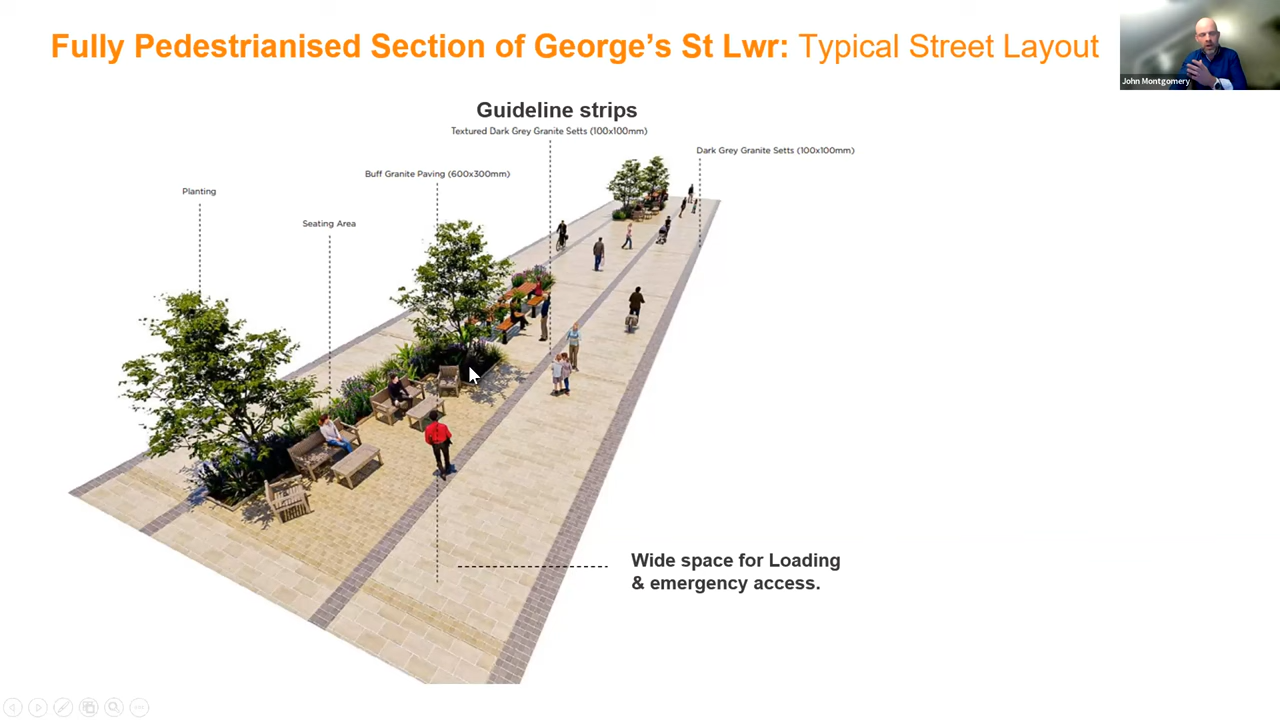 Fully Pedestrianised Section of George’s St Lwr: Typical Street Layout
John Montgomery
Guideline strips
Textured Dark Grey Granite Setts (100x100mm)
Dark Grey Granite Setts (100x100mm)
Buff Granite Paving (600x300mm)
Planting
Seating Area
Wide space for Loading
& emergency access.